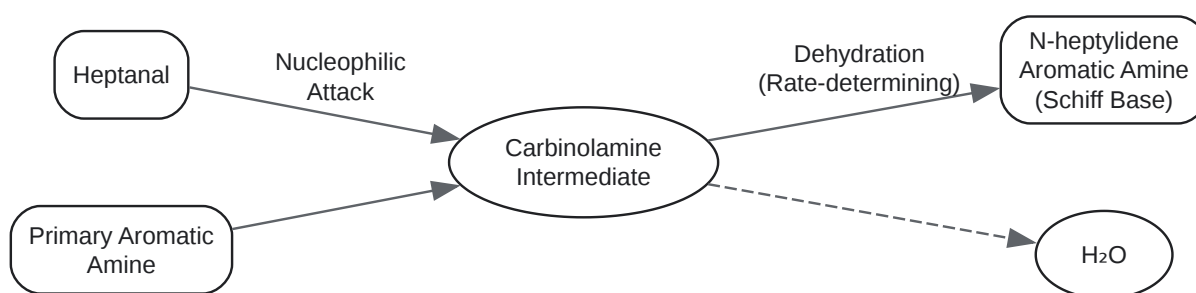 Heptanal
Nucleophilic
Attack
Primary Aromatic
Amine
Carbinolamine
Intermediate
Dehydration
(Rate-determining)
N-heptylidene
Aromatic Amine
(Schiff Base)
H₂O